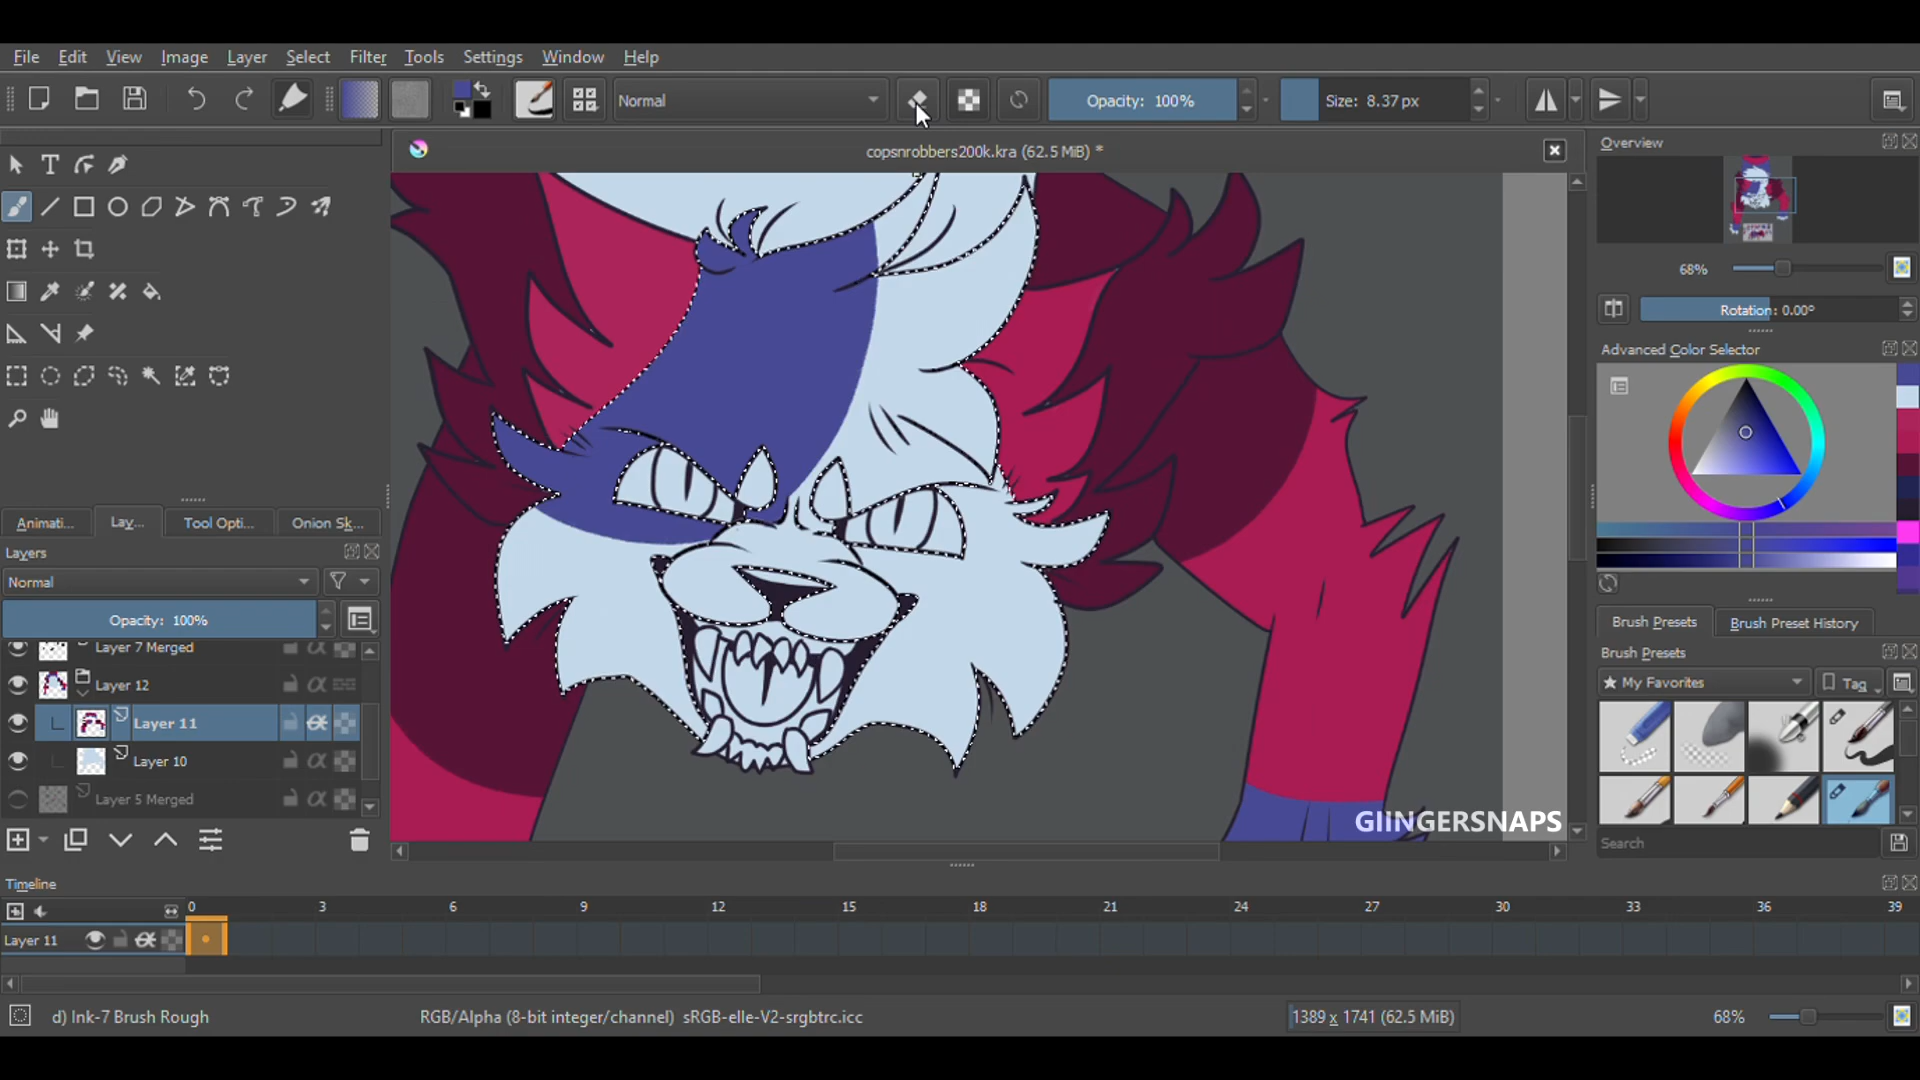 File Edit View Image Layer Select Filter Tools Settings Window Help
Normal Opacity: 100% Size: 8.37 px
copsnrobbers200k.kra (62.5 MiB) *
Overview
68%
Rotation: 0.00°
Advanced Color Selector
Animati... Lay... Tool Opti... Onion Sk...
Layers
Normal
Opacity: 100%
Layer 7 Merged
Layer 12
Layer 11
Layer 10
Layer 5 Merged
Brush Presets Brush Preset History
Brush Presets
★ My Favorites Tag
Search
GIINGERSNAPS
Timeline
0 3 6 9 12 15 18 21 24 27 30 33 36 39
Layer 11
d) Ink-7 Brush Rough RGB/Alpha (8-bit integer/channel) sRGB-elle-V2-srgbtrc.icc 1389 x 1741 (62.5 MiB) 68%